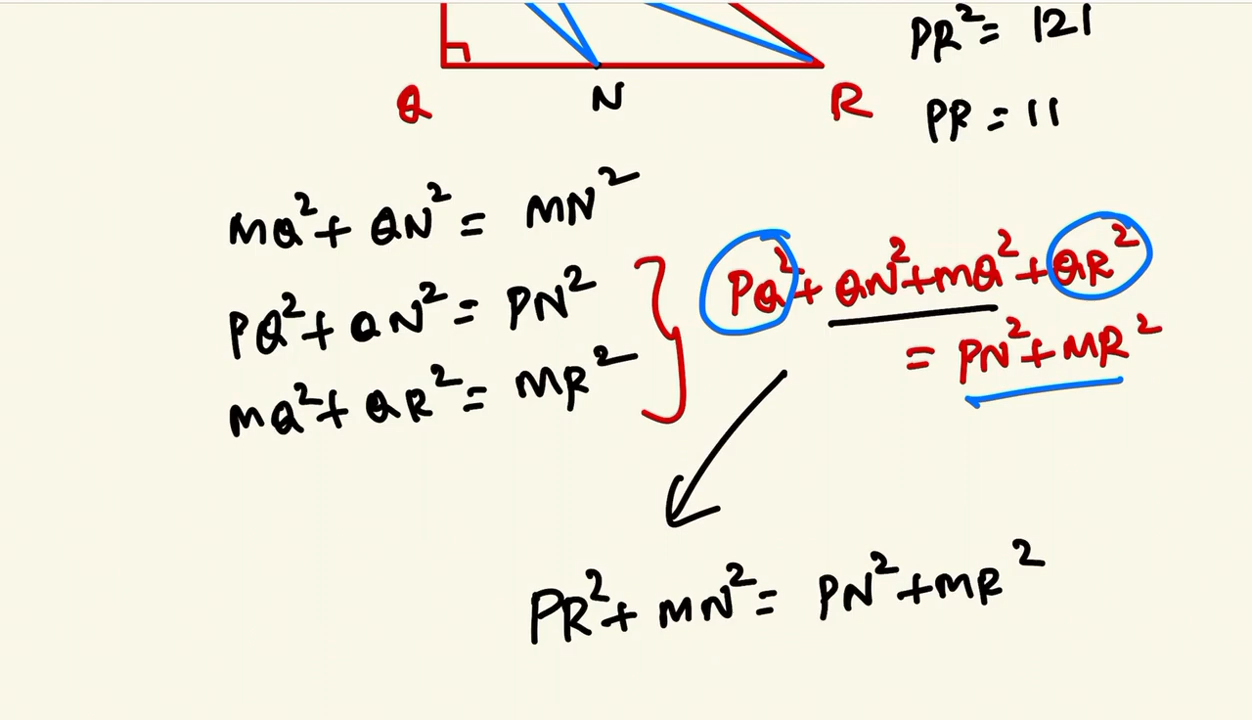 PR² = 121
Q N R
PR = 11
MQ² + QN² = MN²
PQ² + QN² + MQ² + QR²
PQ² + QN² = PN²
= PN² + MR²
MQ² + QR² = MR²
PR² + MN² = PN² + MR²